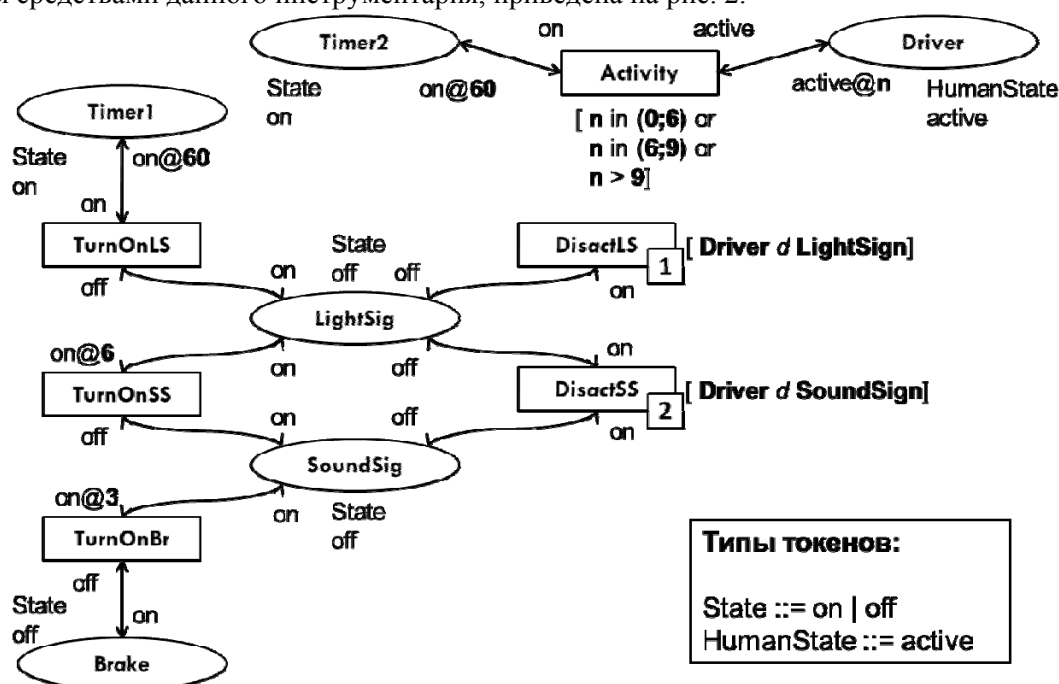 средствами данного инструментария, приведена на рис. 2.
Timer2
on
active
Driver
State
on
on@60
Activity
active@n
HumanState
active
[ n in (0;6) or
n in (6;9) or
n > 9]
Timer1
State
on
on@60
on
TurnOnLS
off
on
State
off
off
DisactLS
1
on
[ Driver d LightSign]
LightSig
on@6
on
off
on
TurnOnSS
off
on
off
DisactSS
2
on
[ Driver d SoundSign]
SoundSig
on@3
on
State
off
TurnOnBr
off
State
off
on
Brake
Типы токенов:
State ::= on | off
HumanState ::= active